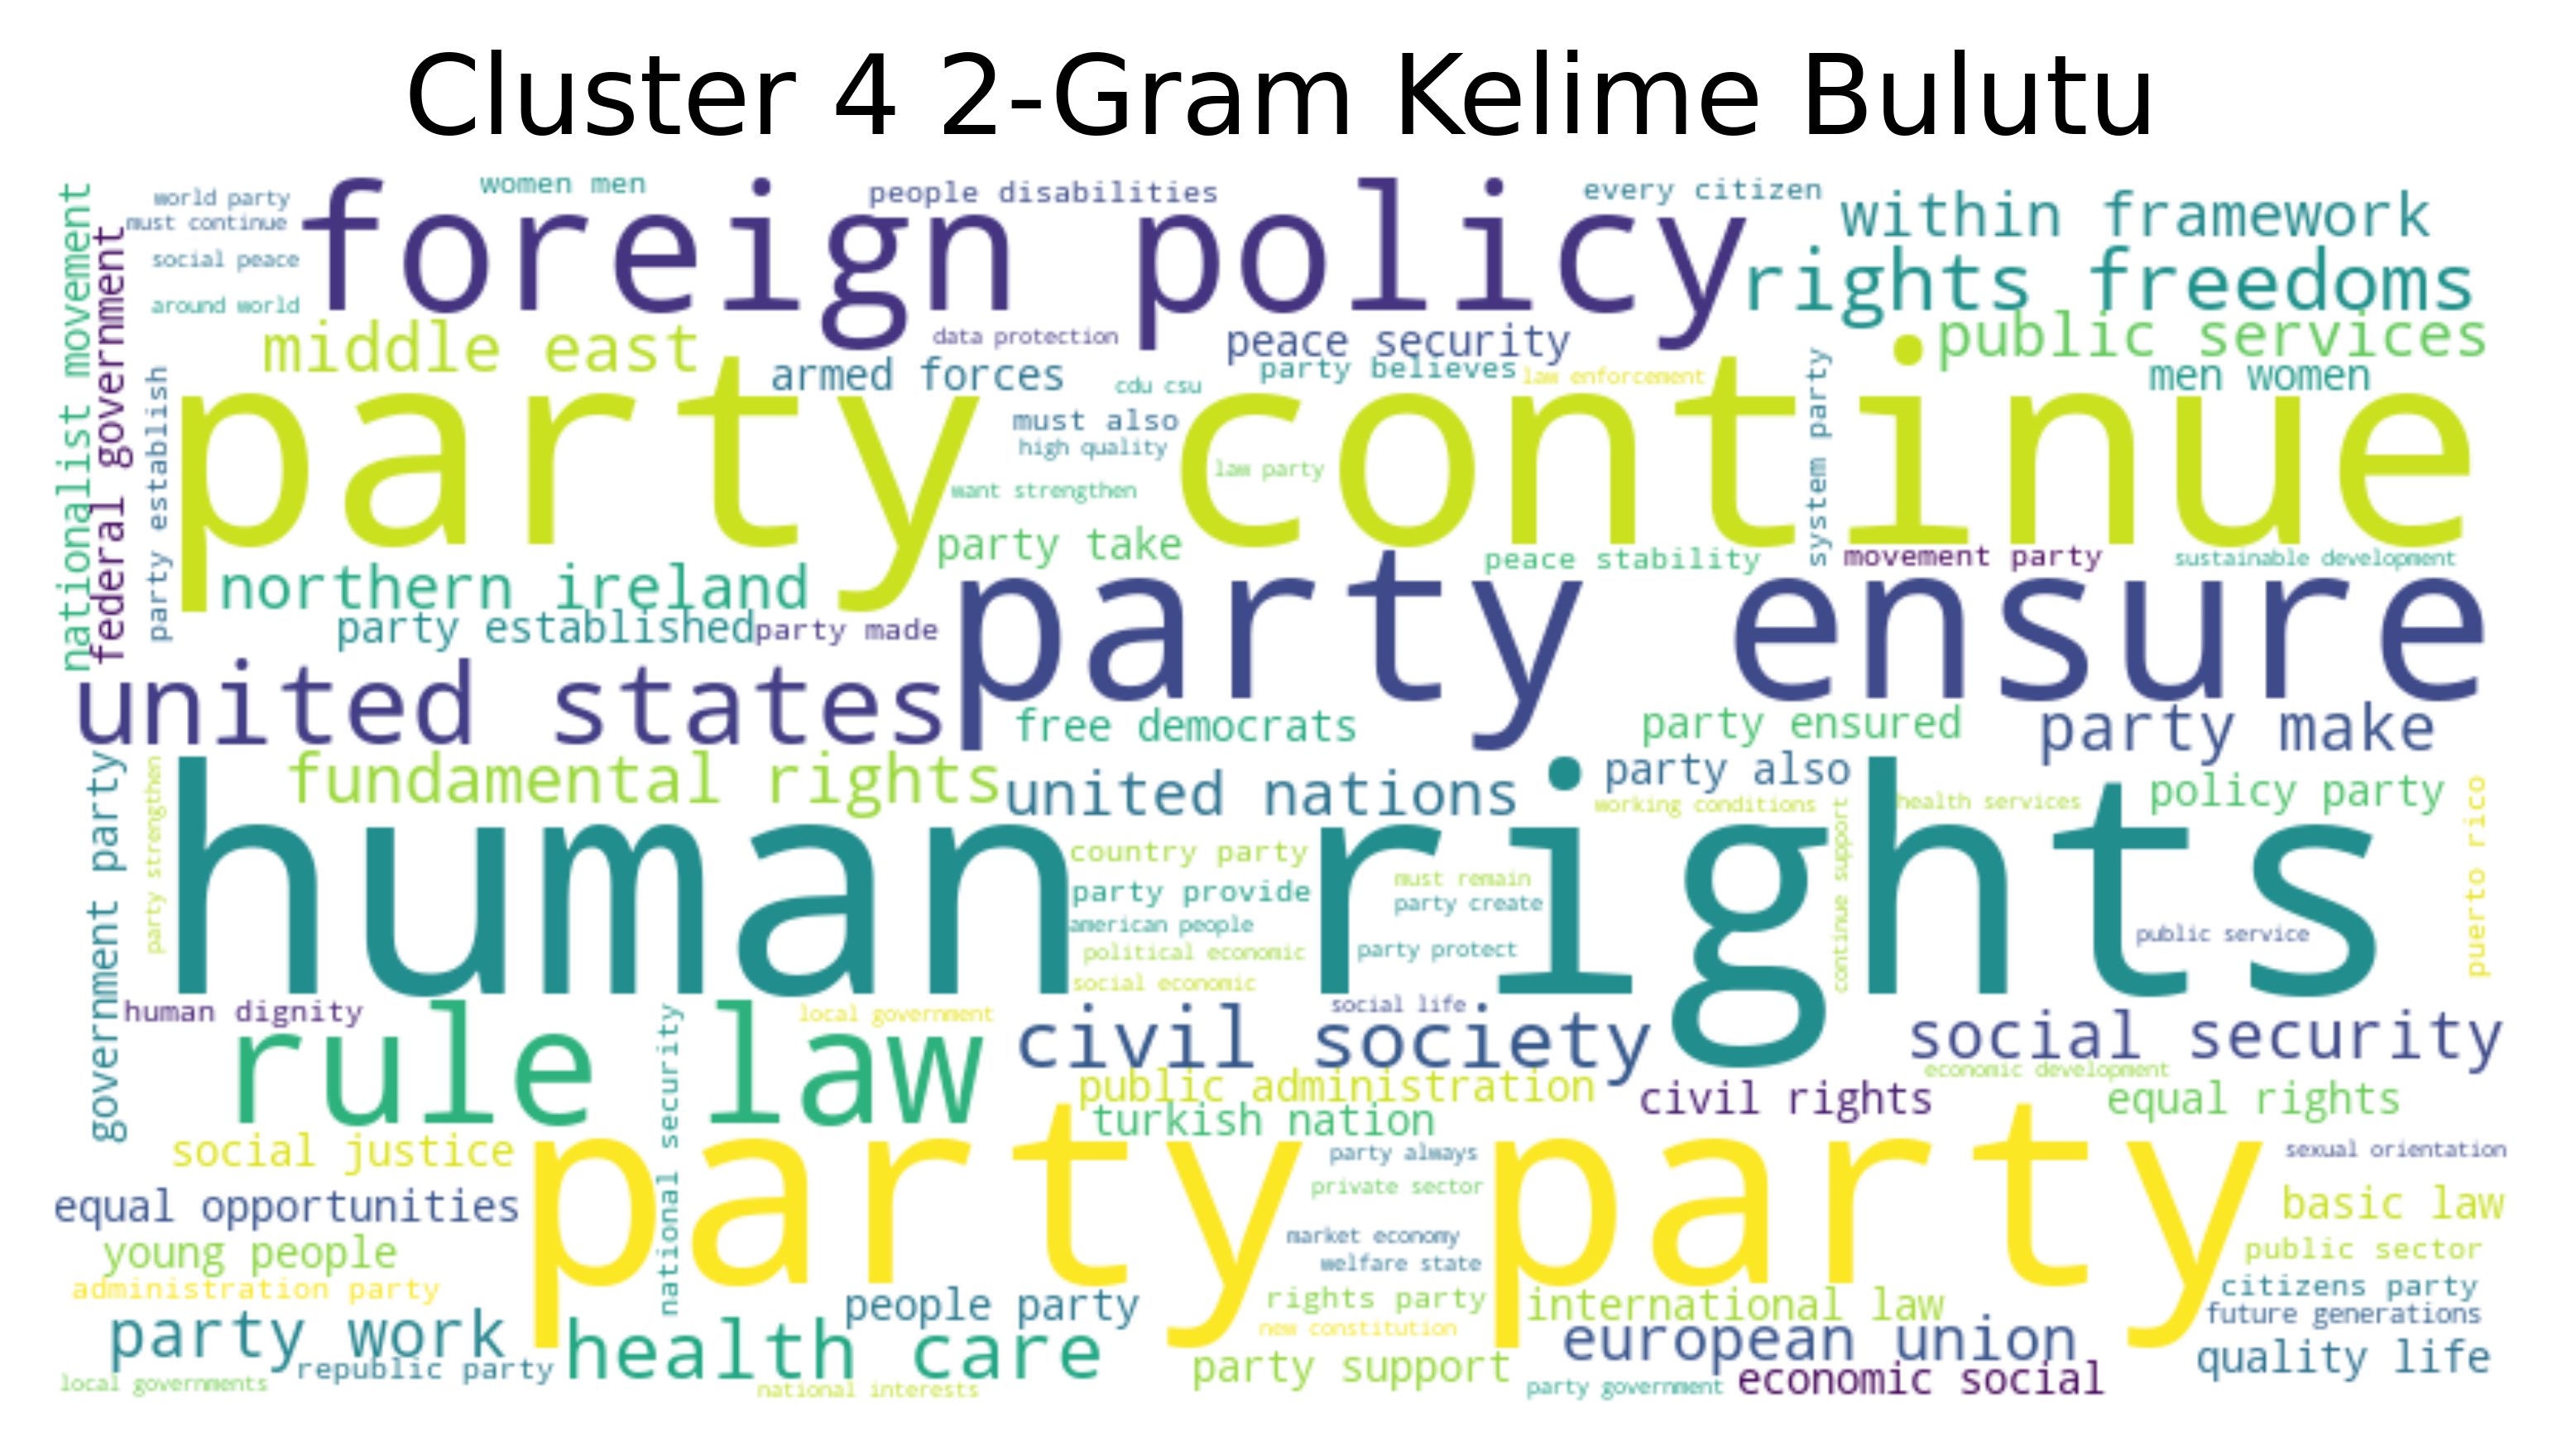 Cluster 4 2-Gram Kelime Bulutu
women men
people disabilities
every citizen
world party
foreign policy
within framework
must continue
social peace
rights freedoms
around world
nationalist movement
federal government
middle east
data protection
peace security
public services
armed forces
party believes
law enforcement
men women
cdu csu
party establish
party continue
must also
high quality
law party
system party
want strengthen
party take
peace stability
movement party
sustainable development
northern ireland
party established
party made
party ensure
united states
free democrats
party ensured
party make
fundamental rights
united nations
party also
policy party
working conditions
health services
government party
party strengthen
human rights
country party
must remain
continue support
puerto rico
party provide
party create
american people
public service
political economic
party protect
social economic
human dignity
local government
social life
rule law
national security
civil society
social security
economic development
public administration
civil rights
equal rights
turkish nation
social justice
party party
party always
sexual orientation
private sector
equal opportunities
basic law
market economy
young people
public sector
welfare state
administration party
citizens party
people party
rights party
international law
future generations
party work
new constitution
health care
european union
republic party
party support
quality life
local governments
national interests
party government
economic social